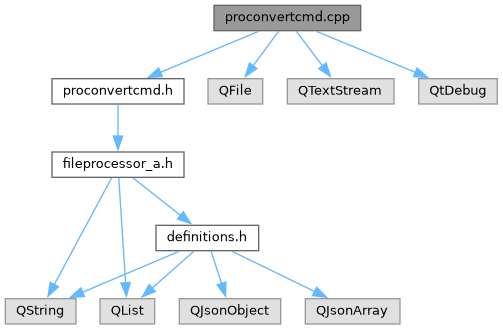 proconvertcmd.cpp
proconvertcmd.h
QFile
QTextStream
QtDebug
fileprocessor_a.h
definitions.h
QString
QList
QJsonObject
QJsonArray